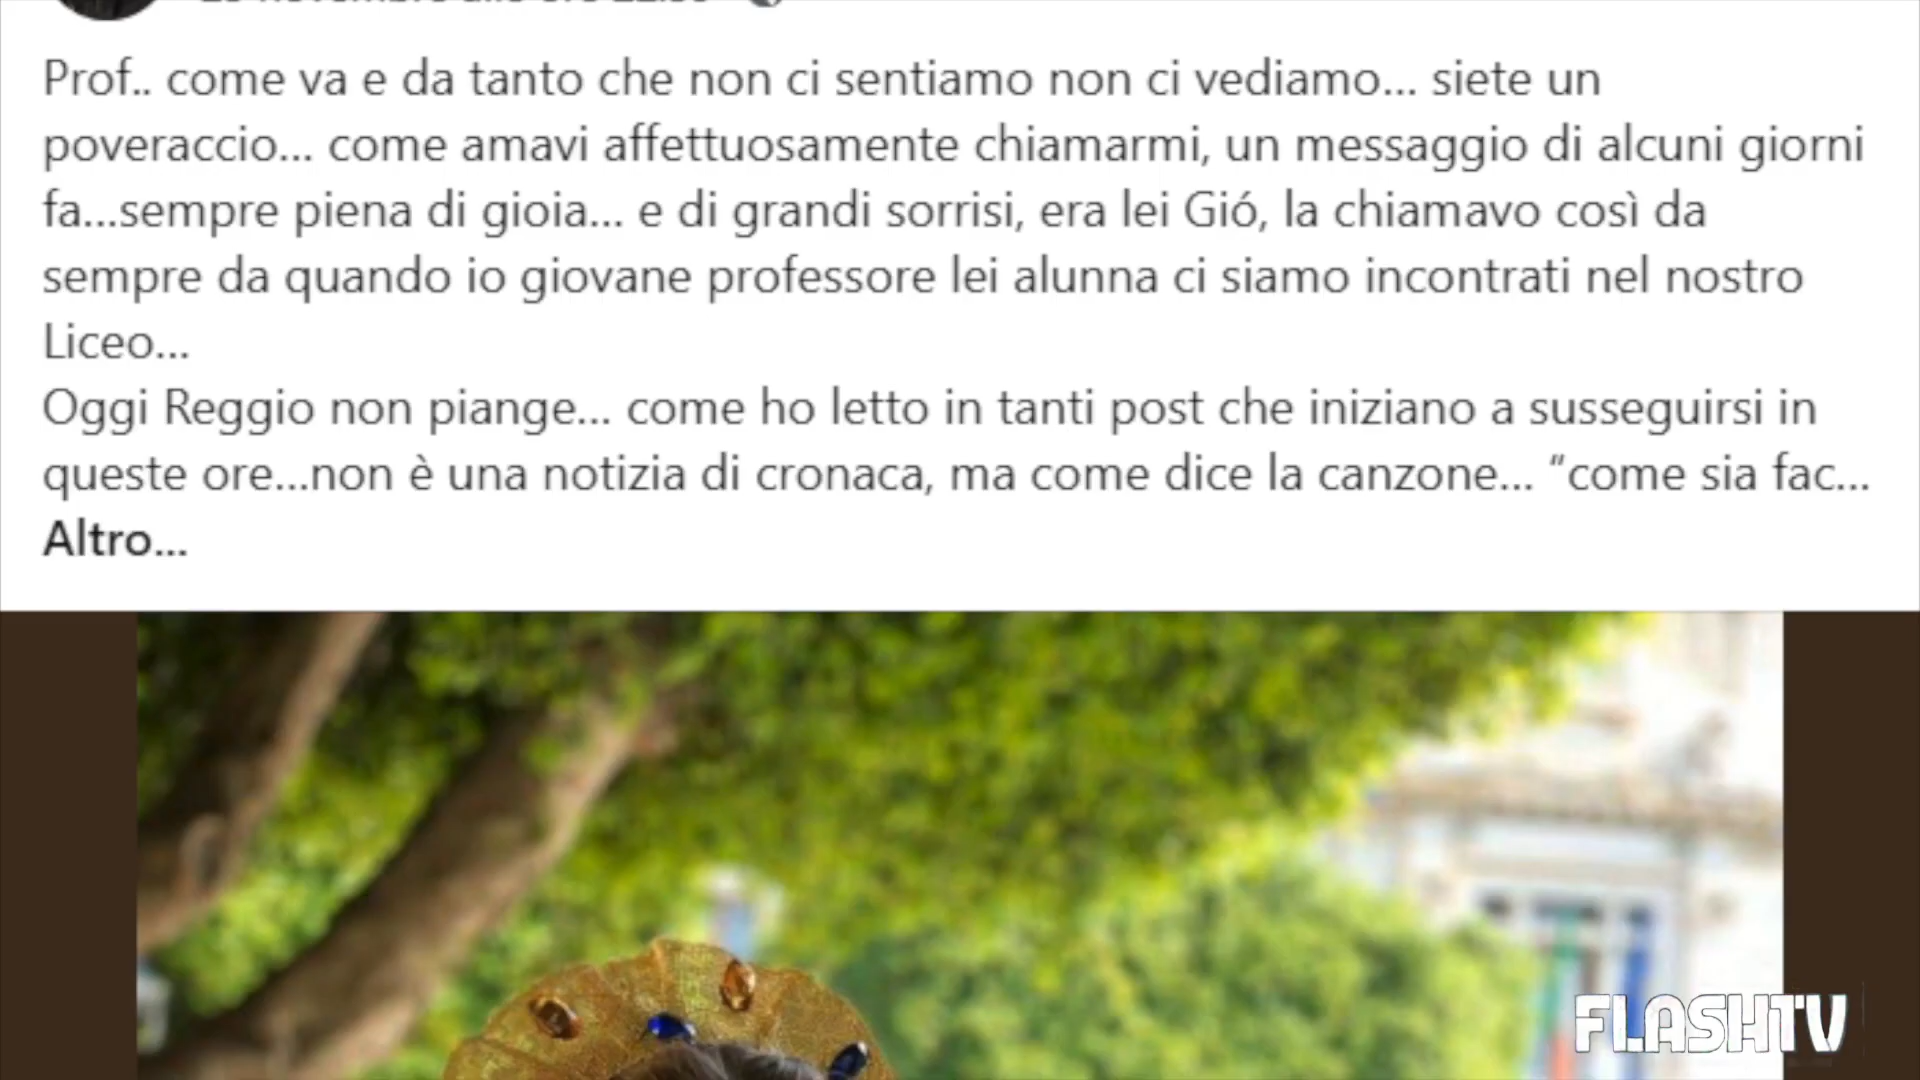 Prof.. come va e da tanto che non ci sentiamo non ci vediamo... siete un
poveraccio... come amavi affettuosamente chiamarmi, un messaggio di alcuni giorni
fa...sempre piena di gioia... e di grandi sorrisi, era lei Gió, la chiamavo così da
sempre da quando io giovane professore lei alunna ci siamo incontrati nel nostro
Liceo...
Oggi Reggio non piange... come ho letto in tanti post che iniziano a susseguirsi in
queste ore...non è una notizia di cronaca, ma come dice la canzone... "come sia fac...
Altro...
FLASHTV